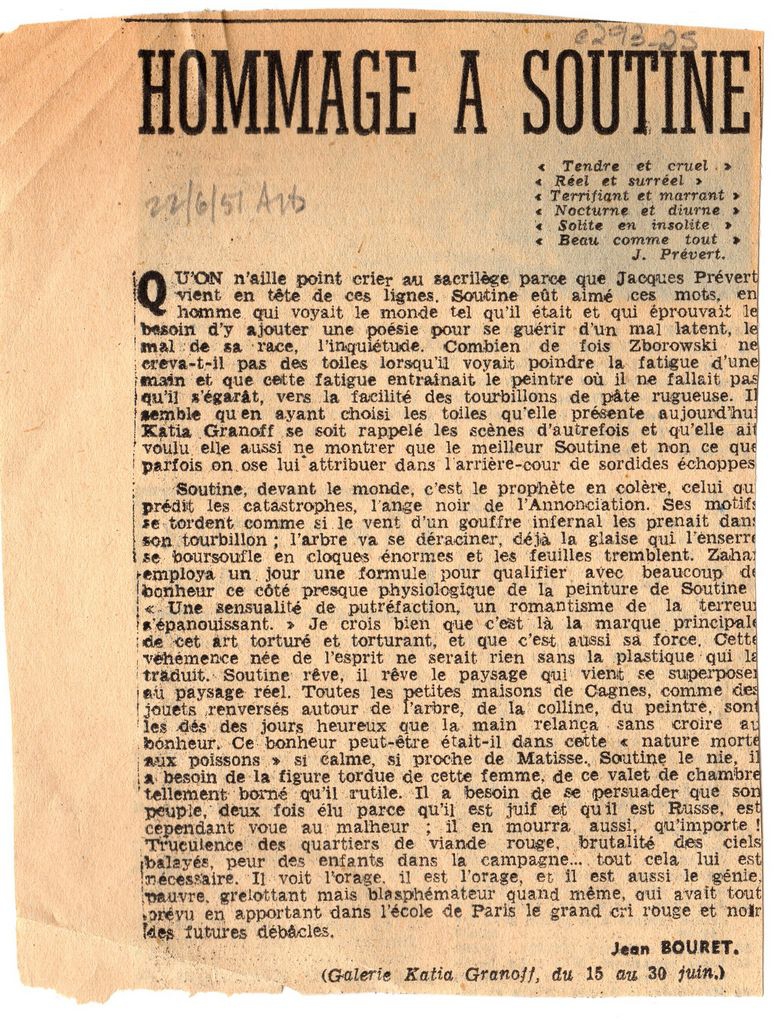 e293-25
HOMMAGE A SOUTINE
22/6/51 Arts
« Tendre et cruel. »
« Réel et surréel »
« Terrifiant et marrant »
« Nocturne et diurne »
« Solite en insolite »
« Beau comme tout »
J. Prévert.
QU'ON n'aille point crier au sacrilège parce que Jacques Prévert
vient en tête de ces lignes. Soutine eût aimé ces mots, en
homme qui voyait le monde tel qu'il était et qui éprouvait le
besoin d'y ajouter une poésie pour se guérir d'un mal latent, le
mal de sa race, l'inquiétude. Combien de fois Zborowski ne
creva-t-il pas des toiles lorsqu'il voyait poindre la fatigue d'une
main et que cette fatigue entraînait le peintre où il ne fallait pas
qu'il s'égarât, vers la facilité des tourbillons de pâte rugueuse. Il
semble qu'en ayant choisi les toiles qu'elle présente aujourd'hui
Katia Granoff se soit rappelé les scènes d'autrefois et qu'elle ait
voulu elle aussi ne montrer que le meilleur Soutine et non ce que
parfois on ose lui attribuer dans l'arrière-cour de sordides échoppes
Soutine, devant le monde, c'est le prophète en colère, celui qui
prédit les catastrophes, l'ange noir de l'Annonciation. Ses motifs
se tordent comme si le vent d'un gouffre infernal les prenait dans
son tourbillon ; l'arbre va se déraciner, déjà la glaise qui l'enserre
se boursoufle en cloques énormes et les feuilles tremblent. Zahar
employa un jour une formule pour qualifier avec beaucoup de
bonheur ce côté presque physiologique de la peinture de Soutine
« Une sensualité de putréfaction, un romantisme de la terreur
s'épanouissant. » Je crois bien que c'est là la marque principale
de cet art torturé et torturant, et que c'est aussi sa force. Cette
véhémence née de l'esprit ne serait rien sans la plastique qui la
traduit. Soutine rêve, il rêve le paysage qui vient se superposer
au paysage réel. Toutes les petites maisons de Cagnes, comme des
jouets renversés autour de l'arbre, de la colline, du peintre, sont
les dés des jours heureux que la main relança sans croire au
bonheur. Ce bonheur peut-être était-il dans cette « nature morte
aux poissons » si calme, si proche de Matisse. Soutine le nie, il
a besoin de la figure tordue de cette femme, de ce valet de chambre
tellement borné qu'il rutile. Il a besoin de se persuader que son
peuple, deux fois élu parce qu'il est juif et qu'il est Russe, est
cependant voué au malheur ; il en mourra aussi, qu'importe !
Truculence des quartiers de viande rouge, brutalité des ciels
balayés, peur des enfants dans la campagne... tout cela lui est
nécessaire. Il voit l'orage, il est l'orage, et il est aussi le génie,
pauvre, grelottant mais blasphémateur quand même, qui avait tout
prévu en apportant dans l'école de Paris le grand cri rouge et noir
des futures débâcles.
Jean BOURET.
(Galerie Katia Granoff, du 15 au 30 juin.)